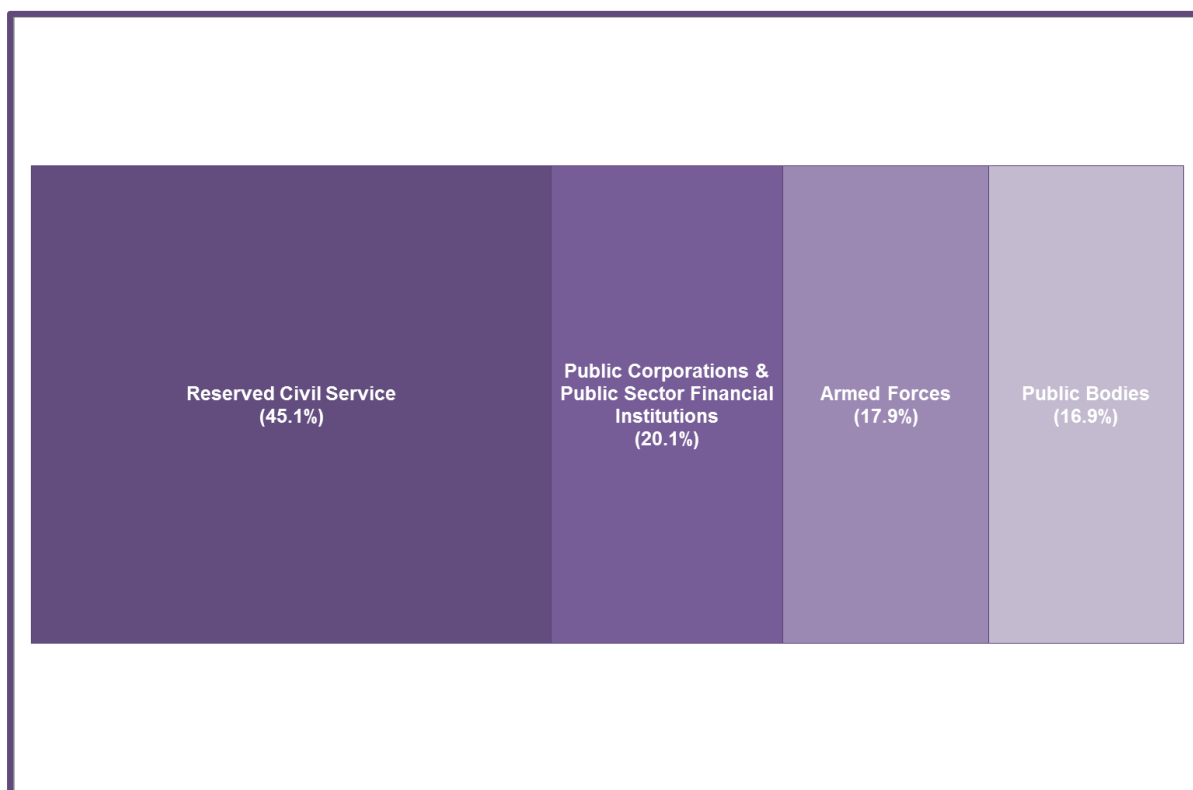 Reserved Civil Service
(45.1%)
Public Corporations &
Public Sector Financial
Institutions
(20.1%)
Armed Forces
(17.9%)
Public Bodies
(16.9%)